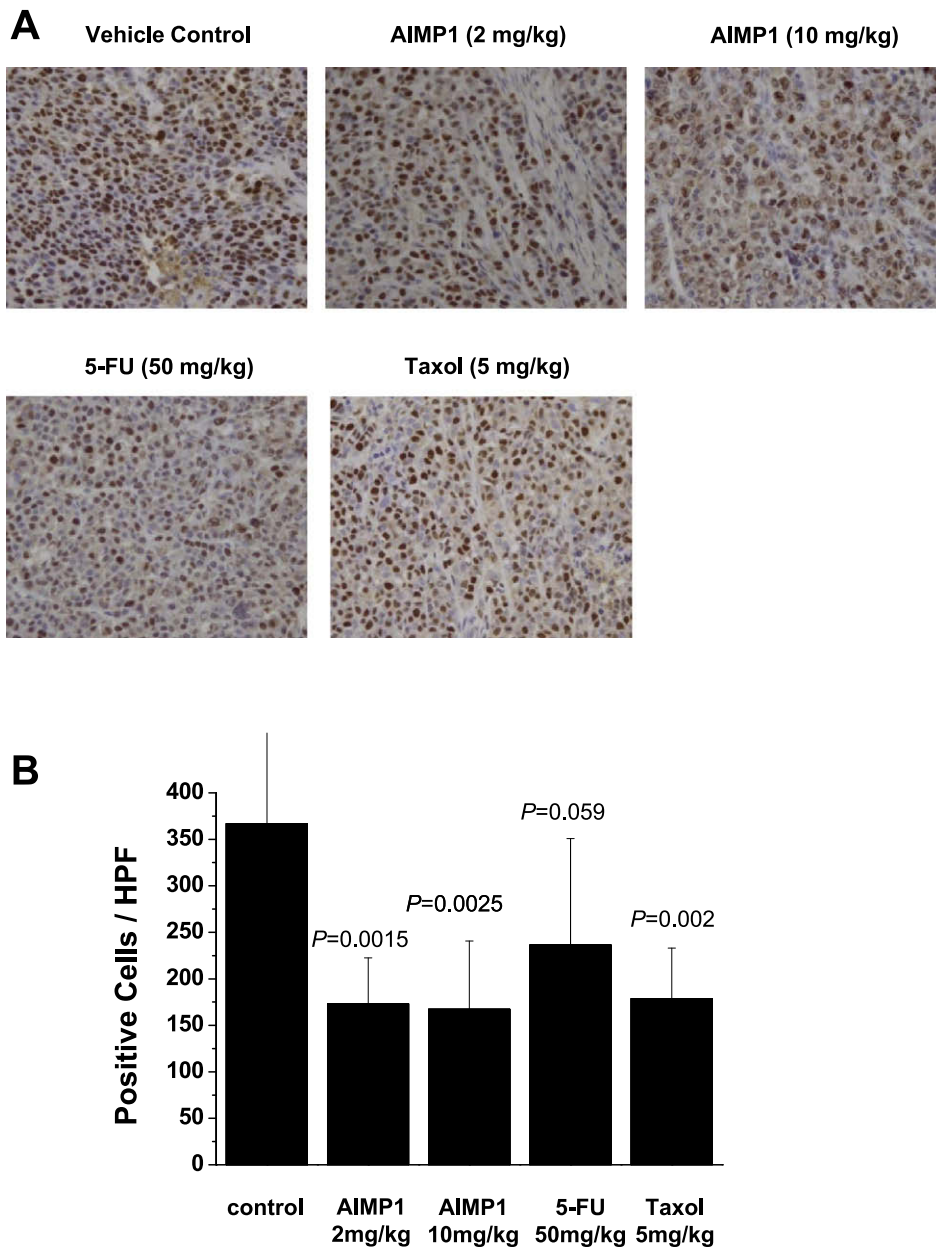 A
Vehicle Control
AIMP1 (2 mg/kg)
AIMP1 (10 mg/kg)
5-FU (50 mg/kg)
Taxol (5 mg/kg)
B
Positive Cells / HPF
400
350
300
250
200
150
100
50
0
P=0.0015
P=0.0025
P=0.059
P=0.002
control
AIMP1
2mg/kg
AIMP1
10mg/kg
5-FU
50mg/kg
Taxol
5mg/kg